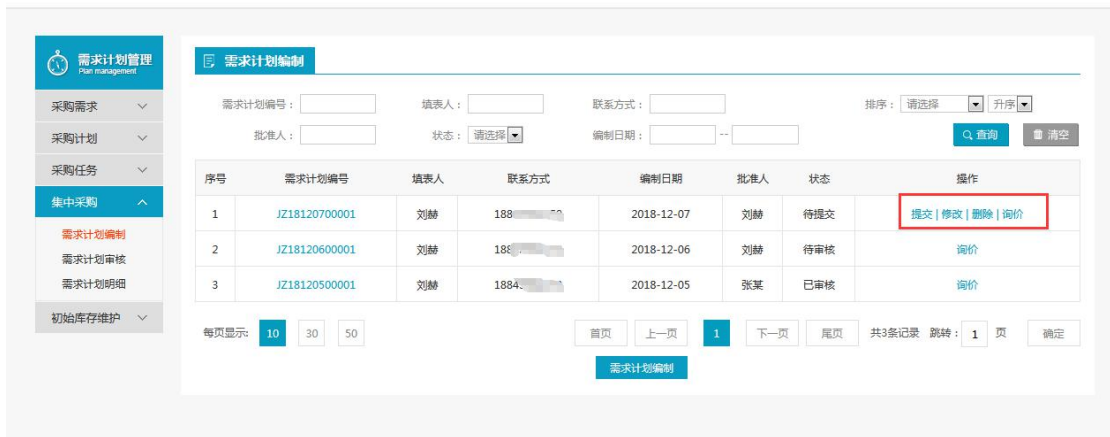 需求计划管理
Plan management
采购需求
采购计划
采购任务
集中采购
需求计划编制
需求计划审核
需求计划明细
初始库存维护
需求计划编制
需求计划编号： 填表人： 联系方式： 排序： 请选择 升序
批准人： 状态： 请选择 编制日期： -- 查询 清空
序号 需求计划编号 填表人 联系方式 编制日期 批准人 状态 操作
1 JZ18120700001 刘赫 188 2018-12-07 刘赫 待提交 提交 | 修改 | 删除 | 询价
2 JZ18120600001 刘赫 188 2018-12-06 刘赫 待审核 询价
3 JZ18120500001 刘赫 1884 2018-12-05 张某 已审核 询价
每页显示: 10 30 50 首页 上一页 1 下一页 尾页 共3条记录 跳转： 1 页 确定
需求计划编制